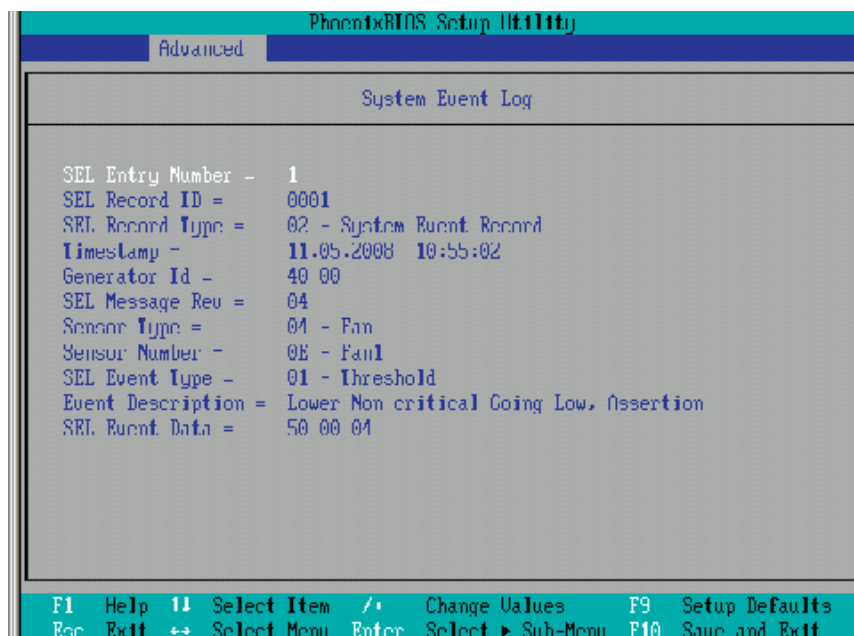 PhoenixBIOS Setup Utility
Advanced
System Event Log
SEL Entry Number = 1
SEL Record ID = 0001
SEL Record Type = 02 - System Event Record
Timestamp = 11.05.2008 10:55:02
Generator Id = 40 00
SEL Message Rev = 04
Sensor Type = 04 - Fan
Sensor Number = 0E - Fan1
SEL Event Type = 01 - Threshold
Event Description = Lower Non critical Going Low, Assertion
SEL Event Data = 50 00 04
F1 Help ↑↓ Select Item Change Values F9 Setup Defaults
Esc Exit ↔ Select Menu Enter Select ▶ Sub-Menu F10 Save and Exit